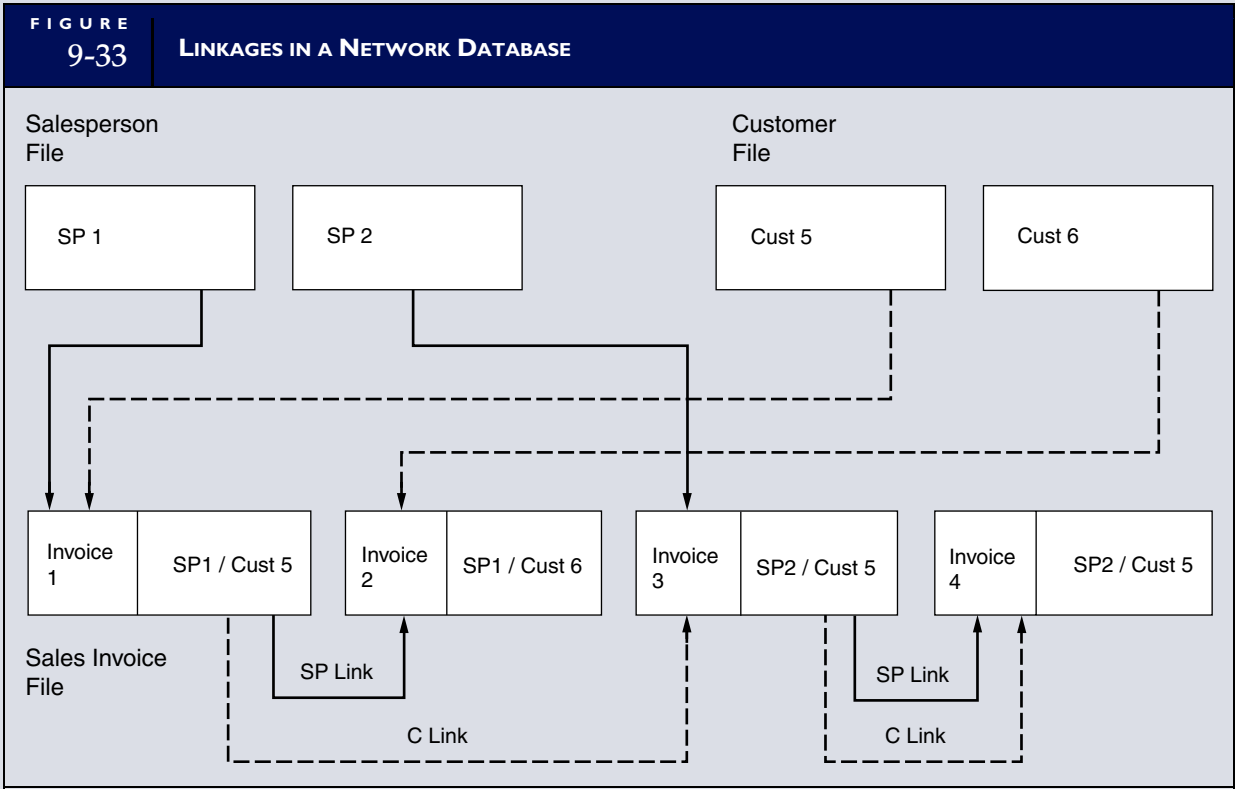 FIGURE
9-33
LINKAGES IN A NETWORK DATABASE
Salesperson
File
Customer
File
SP 1
SP 2
Cust 5
Cust 6
Invoice
1
SP1 / Cust 5
Invoice
2
SP1 / Cust 6
Invoice
3
SP2 / Cust 5
Invoice
4
SP2 / Cust 5
Sales Invoice
File
SP Link
SP Link
C Link
C Link